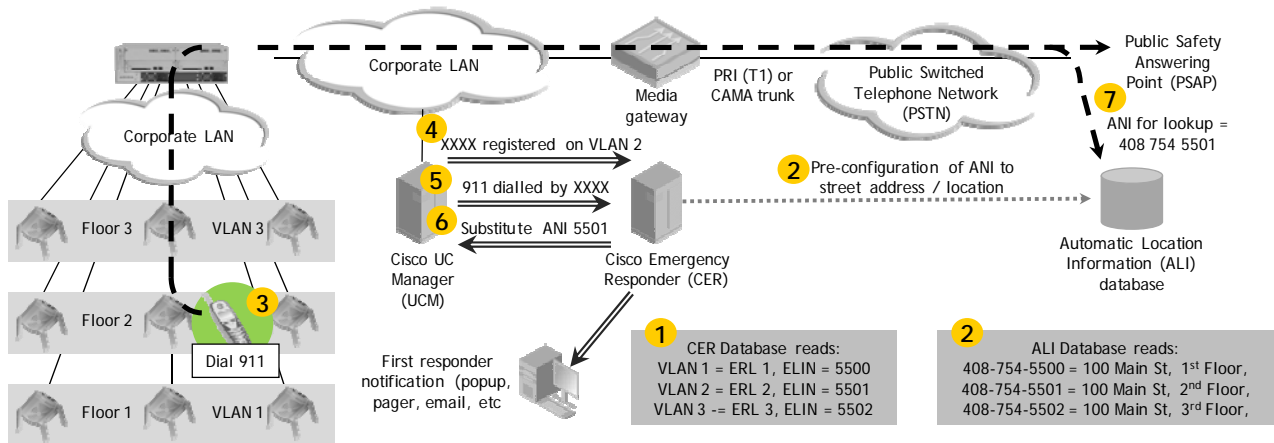 Corporate LAN
Media
gateway
PRI (T1) or
CAMA trunk
Public Switched
Telephone Network
(PSTN)
Public Safety
Answering
Point (PSAP)
7
ANI for lookup =
408 754 5501
Corporate LAN
4
XXXX registered on VLAN 2
5
911 dialled by XXXX
6
Substitute ANI 5501
2
Pre-configuration of ANI to
street address / location
Cisco UC
Manager
(UCM)
Cisco Emergency
Responder (CER)
Automatic Location
Information (ALI)
database
Floor 3
VLAN 3
Floor 2
3
Dial 911
Floor 1
VLAN 1
First responder
notification (popup,
pager, email, etc
1
CER Database reads:
VLAN 1 = ERL 1, ELIN = 5500
VLAN 2 = ERL 2, ELIN = 5501
VLAN 3 -= ERL 3, ELIN = 5502
2
ALI Database reads:
408-754-5500 = 100 Main St, 1st Floor,
408-754-5501 = 100 Main St, 2nd Floor,
408-754-5502 = 100 Main St, 3rd Floor,